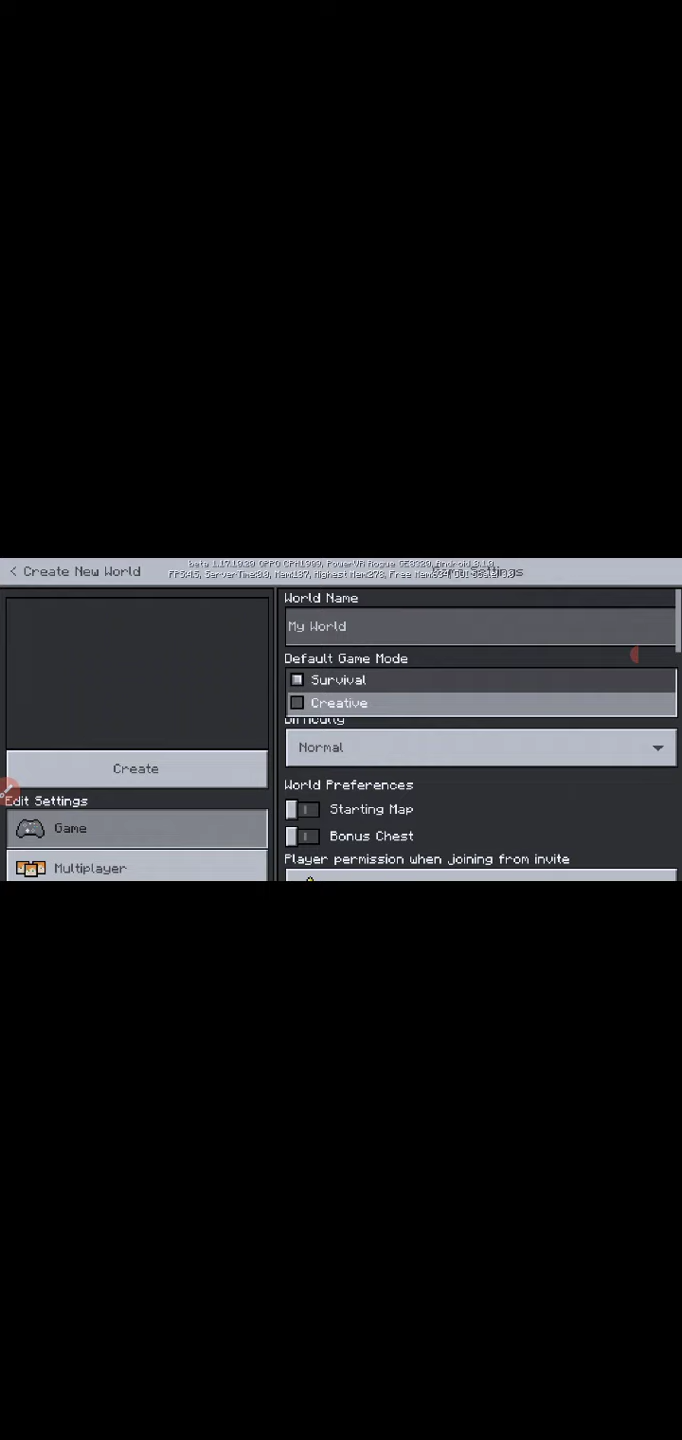 < Create New World
World Name
My World
Default Game Mode
Survival
Creative
Difficulty
Normal
Create
World Preferences
Edit Settings
Starting Map
Game
Bonus Chest
Player permission when joining from invite
Multiplayer